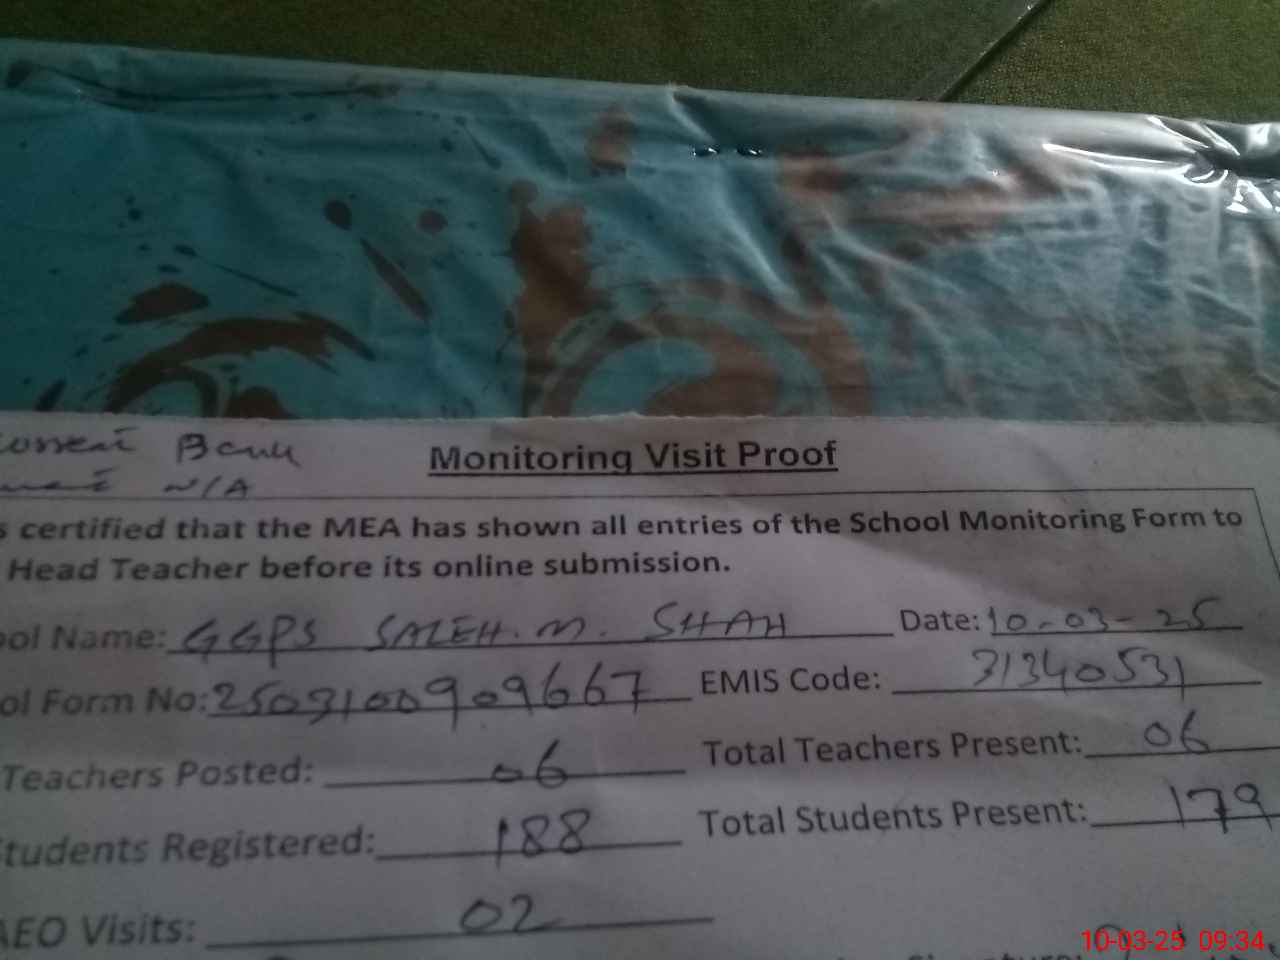 Bank
Monitoring Visit Proof
N/A
certified that the MEA has shown all entries of the School Monitoring Form to
Head Teacher before its online submission.
ool Name: GGPS SALEH. M. SHAH Date: 10-03-25
ol Form No: 2503100909667 EMIS Code: 31340531
Teachers Posted: 06 Total Teachers Present: 06
tudents Registered: 188 Total Students Present: 179
AEO Visits: 02
10-03-25 09:34